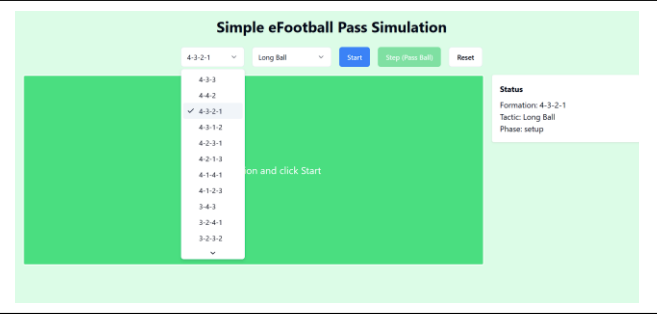 Simple eFootball Pass Simulation
4-3-2-1 Long Ball Start Step (Pass Ball) Reset
4-3-3
4-4-2
4-3-2-1
4-3-1-2
4-2-3-1
4-2-1-3
4-1-4-1
4-1-2-3
3-4-3
3-2-4-1
3-2-3-2
ion and click Start
Status
Formation: 4-3-2-1
Tactic: Long Ball
Phase: setup